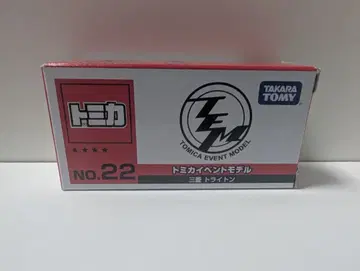 トミカ
NO.22
TEM
TOMICA EVENT MODEL
TAKARA
TOMY
トミカイベントモデル
三菱 トライトン